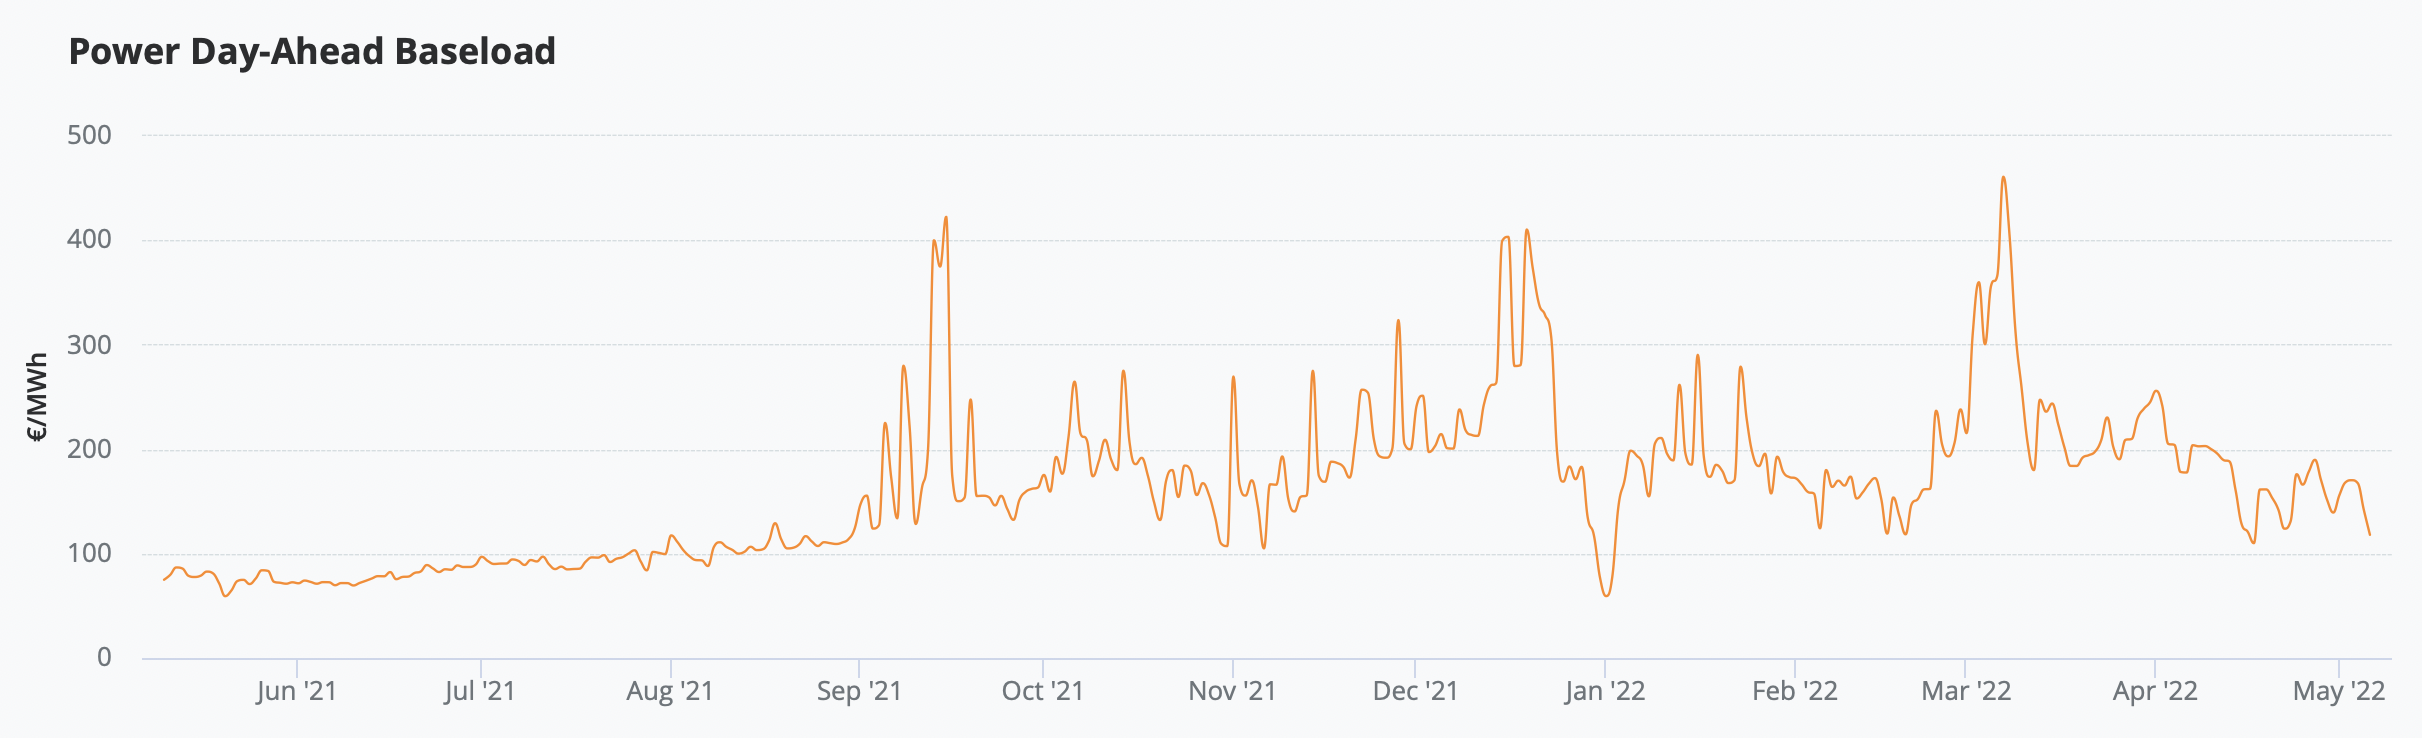 Power Day-Ahead Baseload
500
400
300
200
100
0
€/MWh
Jun '21 Jul '21 Aug '21 Sep '21 Oct '21 Nov '21 Dec '21 Jan '22 Feb '22 Mar '22 Apr '22 May '22